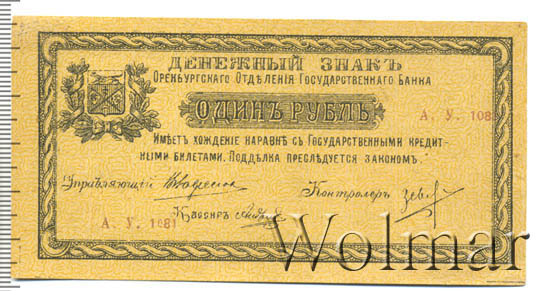 ДЕНЕЖНЫЙ ЗНАКЪ
ОРЕНБУРГСКАГО ОТДѢЛЕНІЯ ГОСУДАРСТВЕННАГО БАНКА
ОДИНЪ РУБЛЬ
А. У. 108
ИМѢЕТЪ ХОЖДЕНІЕ НАРАВНѢ СЪ ГОСУДАРСТВЕННЫМИ КРЕДИТ-
НЫМИ БИЛЕТАМИ. ПОДДѢЛКА ПРЕСЛѢДУЕТСЯ ЗАКОНОМЪ.
Управляющій
Контролеръ
Кассиръ
А. У. 1081
Wolmar